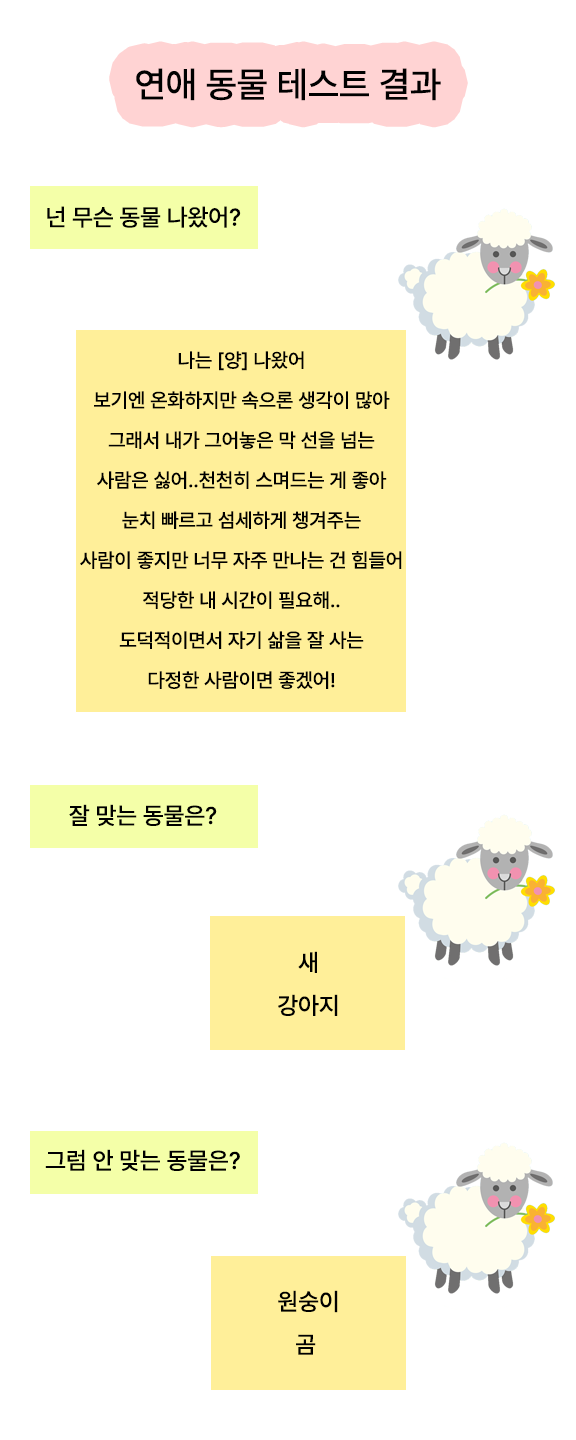 연애 동물 테스트 결과
넌 무슨 동물 나왔어?
나는 [양] 나왔어
보기엔 온화하지만 속으론 생각이 많아
그래서 내가 그어놓은 막 선을 넘는
사람은 싫어..천천히 스며드는 게 좋아
눈치 빠르고 섬세하게 챙겨주는
사람이 좋지만 너무 자주 만나는 건 힘들어
적당한 내 시간이 필요해..
도덕적이면서 자기 삶을 잘 사는
다정한 사람이면 좋겠어!
잘 맞는 동물은?
새
강아지
그럼 안 맞는 동물은?
원숭이
곰